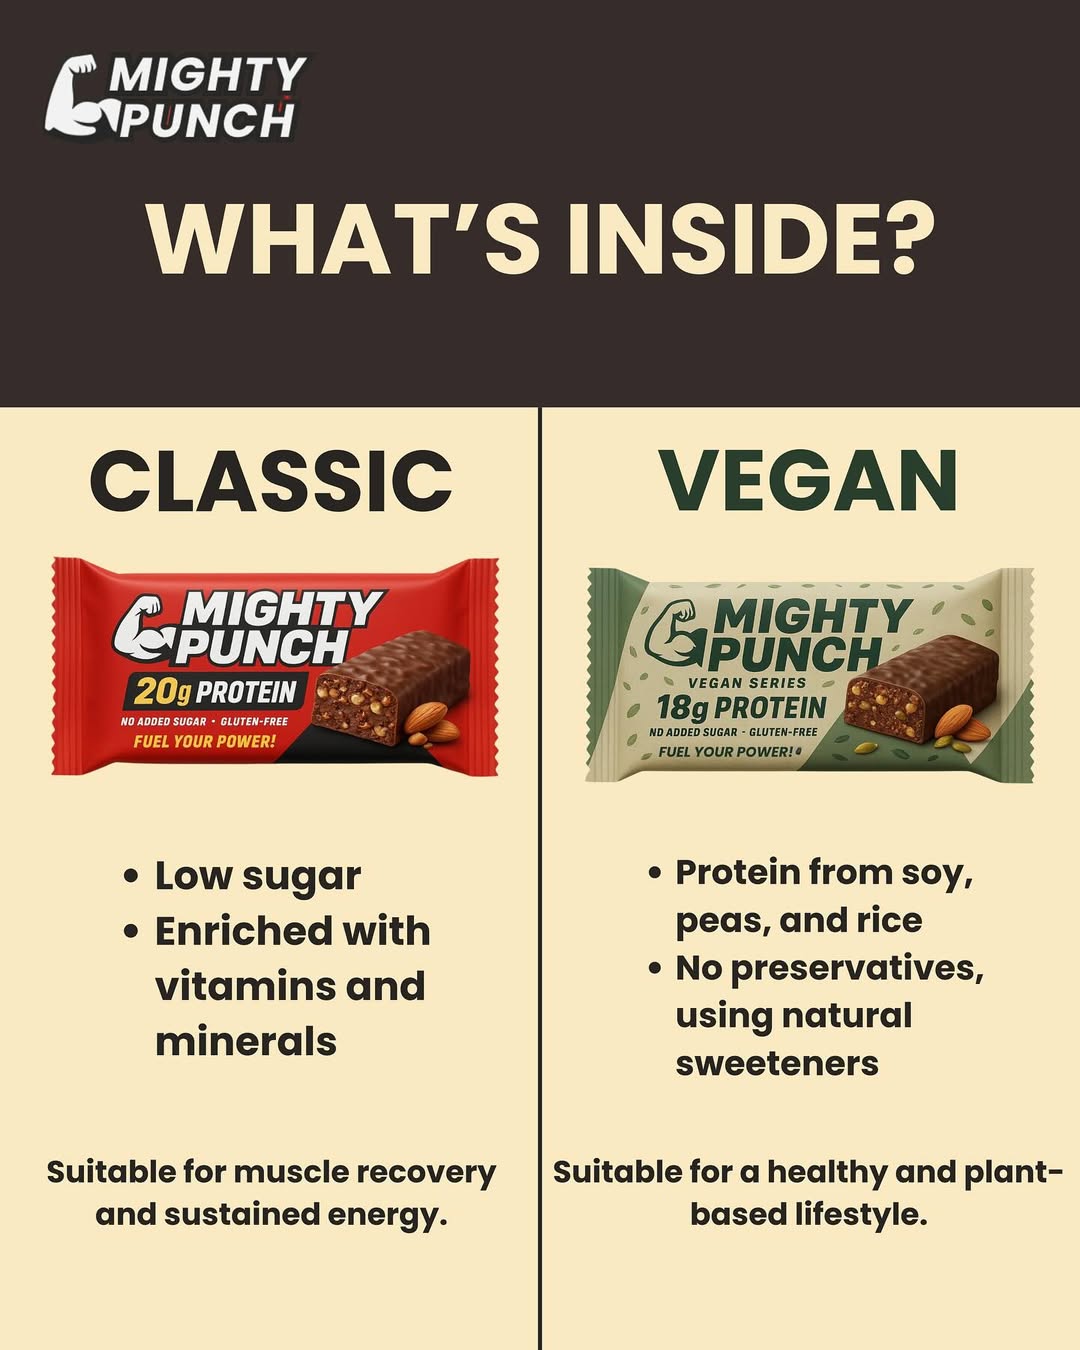 MIGHTY
PUNCH
WHAT'S INSIDE?
CLASSIC
MIGHTY
PUNCH
20g PROTEIN
NO ADDED SUGAR • GLUTEN-FREE
FUEL YOUR POWER!
• Low sugar
• Enriched with
vitamins and
minerals
Suitable for muscle recovery
and sustained energy.
VEGAN
MIGHTY
PUNCH
VEGAN SERIES
18g PROTEIN
NO ADDED SUGAR - GLUTEN-FREE
FUEL YOUR POWER!
• Protein from soy,
peas, and rice
• No preservatives,
using natural
sweeteners
Suitable for a healthy and plant-
based lifestyle.